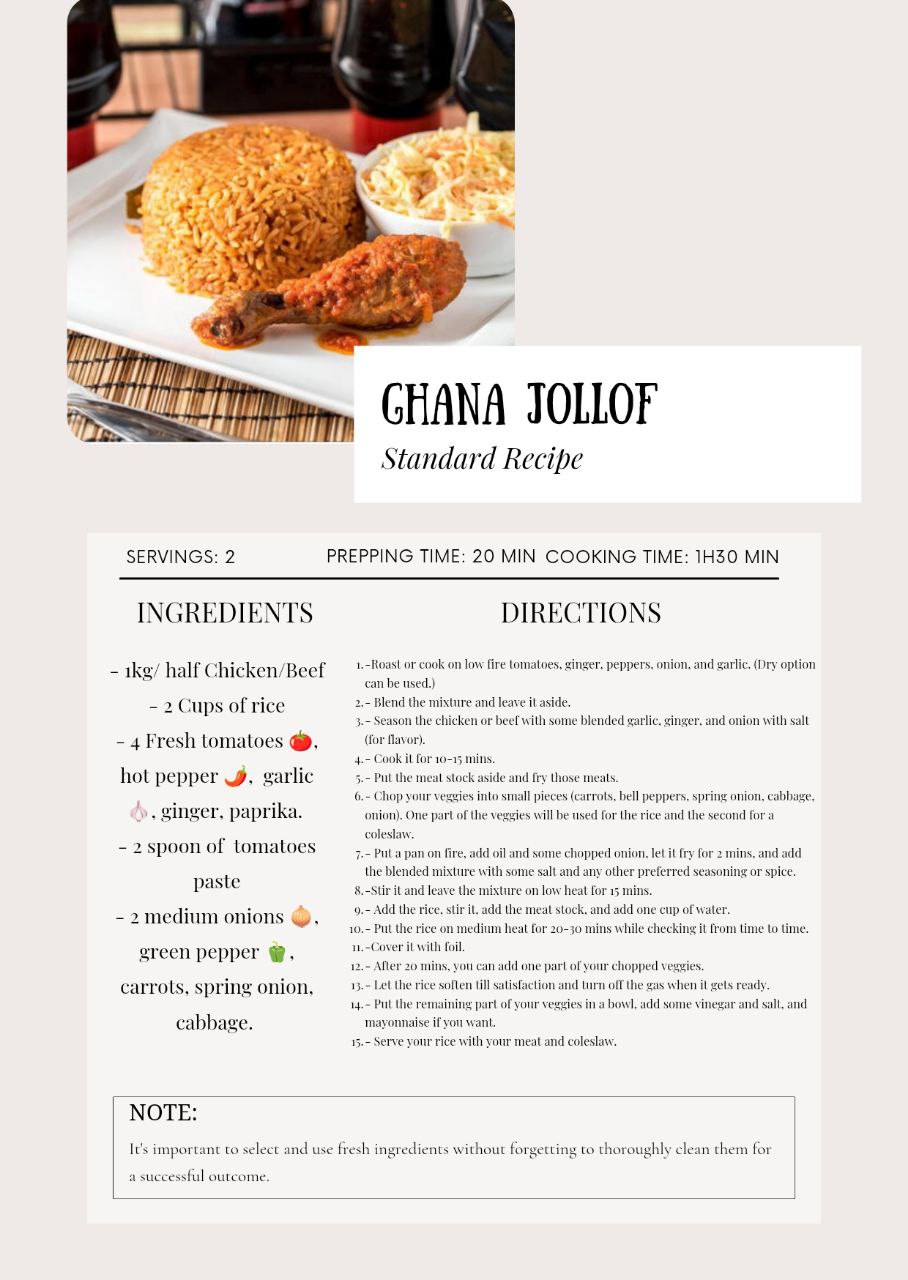 GHANA JOLLOF
Standard Recipe
SERVINGS: 2 PREPPING TIME: 20 MIN COOKING TIME: 1H30 MIN
INGREDIENTS
- 1kg/ half Chicken/Beef
- 2 Cups of rice
- 4 Fresh tomatoes 🍅,
hot pepper 🌶️, garlic
🧄, ginger, paprika.
- 2 spoon of tomatoes
paste
- 2 medium onions 🧅,
green pepper 🫑,
carrots, spring onion,
cabbage.
DIRECTIONS
1.-Roast or cook on low fire tomatoes, ginger, peppers, onion, and garlic. (Dry option
can be used.)
2.- Blend the mixture and leave it aside.
3.- Season the chicken or beef with some blended garlic, ginger, and onion with salt
(for flavor).
4.- Cook it for 10-15 mins.
5.- Put the meat stock aside and fry those meats.
6.- Chop your veggies into small pieces (carrots, bell peppers, spring onion, cabbage,
onion). One part of the veggies will be used for the rice and the second for a
coleslaw.
7.- Put a pan on fire, add oil and some chopped onion, let it fry for 2 mins, and add
the blended mixture with some salt and any other preferred seasoning or spice.
8.-Stir it and leave the mixture on low heat for 15 mins.
9.- Add the rice, stir it, add the meat stock, and add one cup of water.
10.- Put the rice on medium heat for 20-30 mins while checking it from time to time.
11.-Cover it with foil.
12.- After 20 mins, you can add one part of your chopped veggies.
13.- Let the rice soften till satisfaction and turn off the gas when it gets ready.
14.- Put the remaining part of your veggies in a bowl, add some vinegar and salt, and
mayonnaise if you want.
15.- Serve your rice with your meat and coleslaw.
NOTE:
It's important to select and use fresh ingredients without forgetting to thoroughly clean them for
a successful outcome.